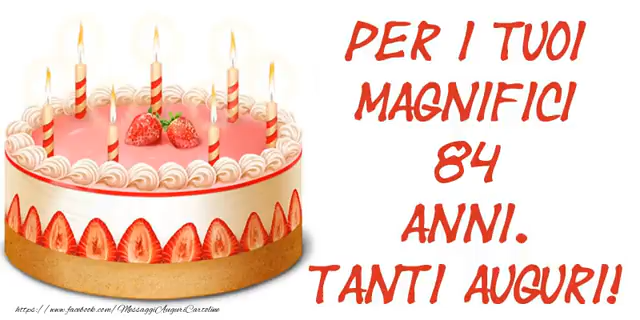 PER I TUOI
MAGNIFICI
84
ANNI.
TANTI AUGURI!
https://www.facebook.com/MessaggiAuguriCartoline